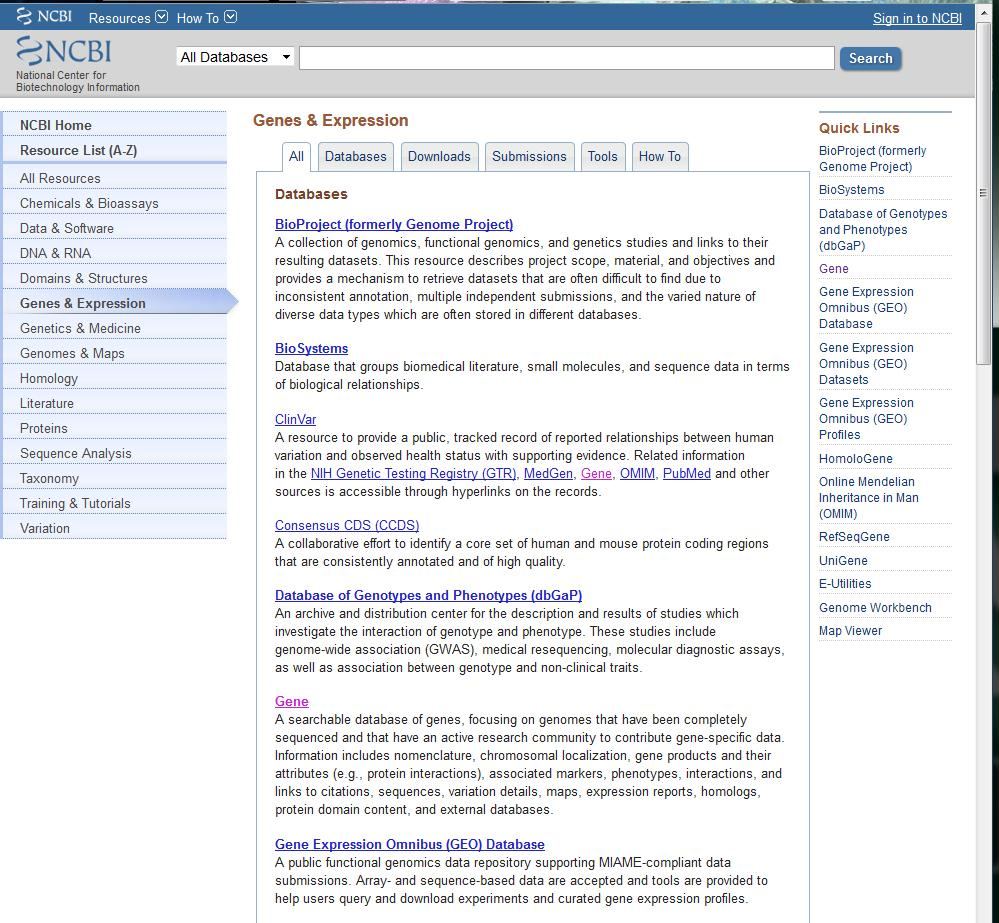 NCBI Resources How To Sign in to NCBI
NCBI
National Center for
Biotechnology Information
All Databases Search
NCBI Home
Resource List (A-Z)
All Resources
Chemicals & Bioassays
Data & Software
DNA & RNA
Domains & Structures
Genes & Expression
Genetics & Medicine
Genomes & Maps
Homology
Literature
Proteins
Sequence Analysis
Taxonomy
Training & Tutorials
Variation
Genes & Expression
All Databases Downloads Submissions Tools How To
Databases
BioProject (formerly Genome Project)
A collection of genomics, functional genomics, and genetics studies and links to their
resulting datasets. This resource describes project scope, material, and objectives and
provides a mechanism to retrieve datasets that are often difficult to find due to
inconsistent annotation, multiple independent submissions, and the varied nature of
diverse data types which are often stored in different databases.
BioSystems
Database that groups biomedical literature, small molecules, and sequence data in terms
of biological relationships.
ClinVar
A resource to provide a public, tracked record of reported relationships between human
variation and observed health status with supporting evidence. Related information
in the NIH Genetic Testing Registry (GTR), MedGen, Gene, OMIM, PubMed and other
sources is accessible through hyperlinks on the records.
Consensus CDS (CCDS)
A collaborative effort to identify a core set of human and mouse protein coding regions
that are consistently annotated and of high quality.
Database of Genotypes and Phenotypes (dbGaP)
An archive and distribution center for the description and results of studies which
investigate the interaction of genotype and phenotype. These studies include
genome-wide association (GWAS), medical resequencing, molecular diagnostic assays,
as well as association between genotype and non-clinical traits.
Gene
A searchable database of genes, focusing on genomes that have been completely
sequenced and that have an active research community to contribute gene-specific data.
Information includes nomenclature, chromosomal localization, gene products and their
attributes (e.g., protein interactions), associated markers, phenotypes, interactions, and
links to citations, sequences, variation details, maps, expression reports, homologs,
protein domain content, and external databases.
Gene Expression Omnibus (GEO) Database
A public functional genomics data repository supporting MIAME-compliant data
submissions. Array- and sequence-based data are accepted and tools are provided to
help users query and download experiments and curated gene expression profiles.
Quick Links
BioProject (formerly
Genome Project)
BioSystems
Database of Genotypes
and Phenotypes
(dbGaP)
Gene
Gene Expression
Omnibus (GEO)
Database
Gene Expression
Omnibus (GEO)
Datasets
Gene Expression
Omnibus (GEO)
Profiles
HomoloGene
Online Mendelian
Inheritance in Man
(OMIM)
RefSeqGene
UniGene
E-Utilities
Genome Workbench
Map Viewer